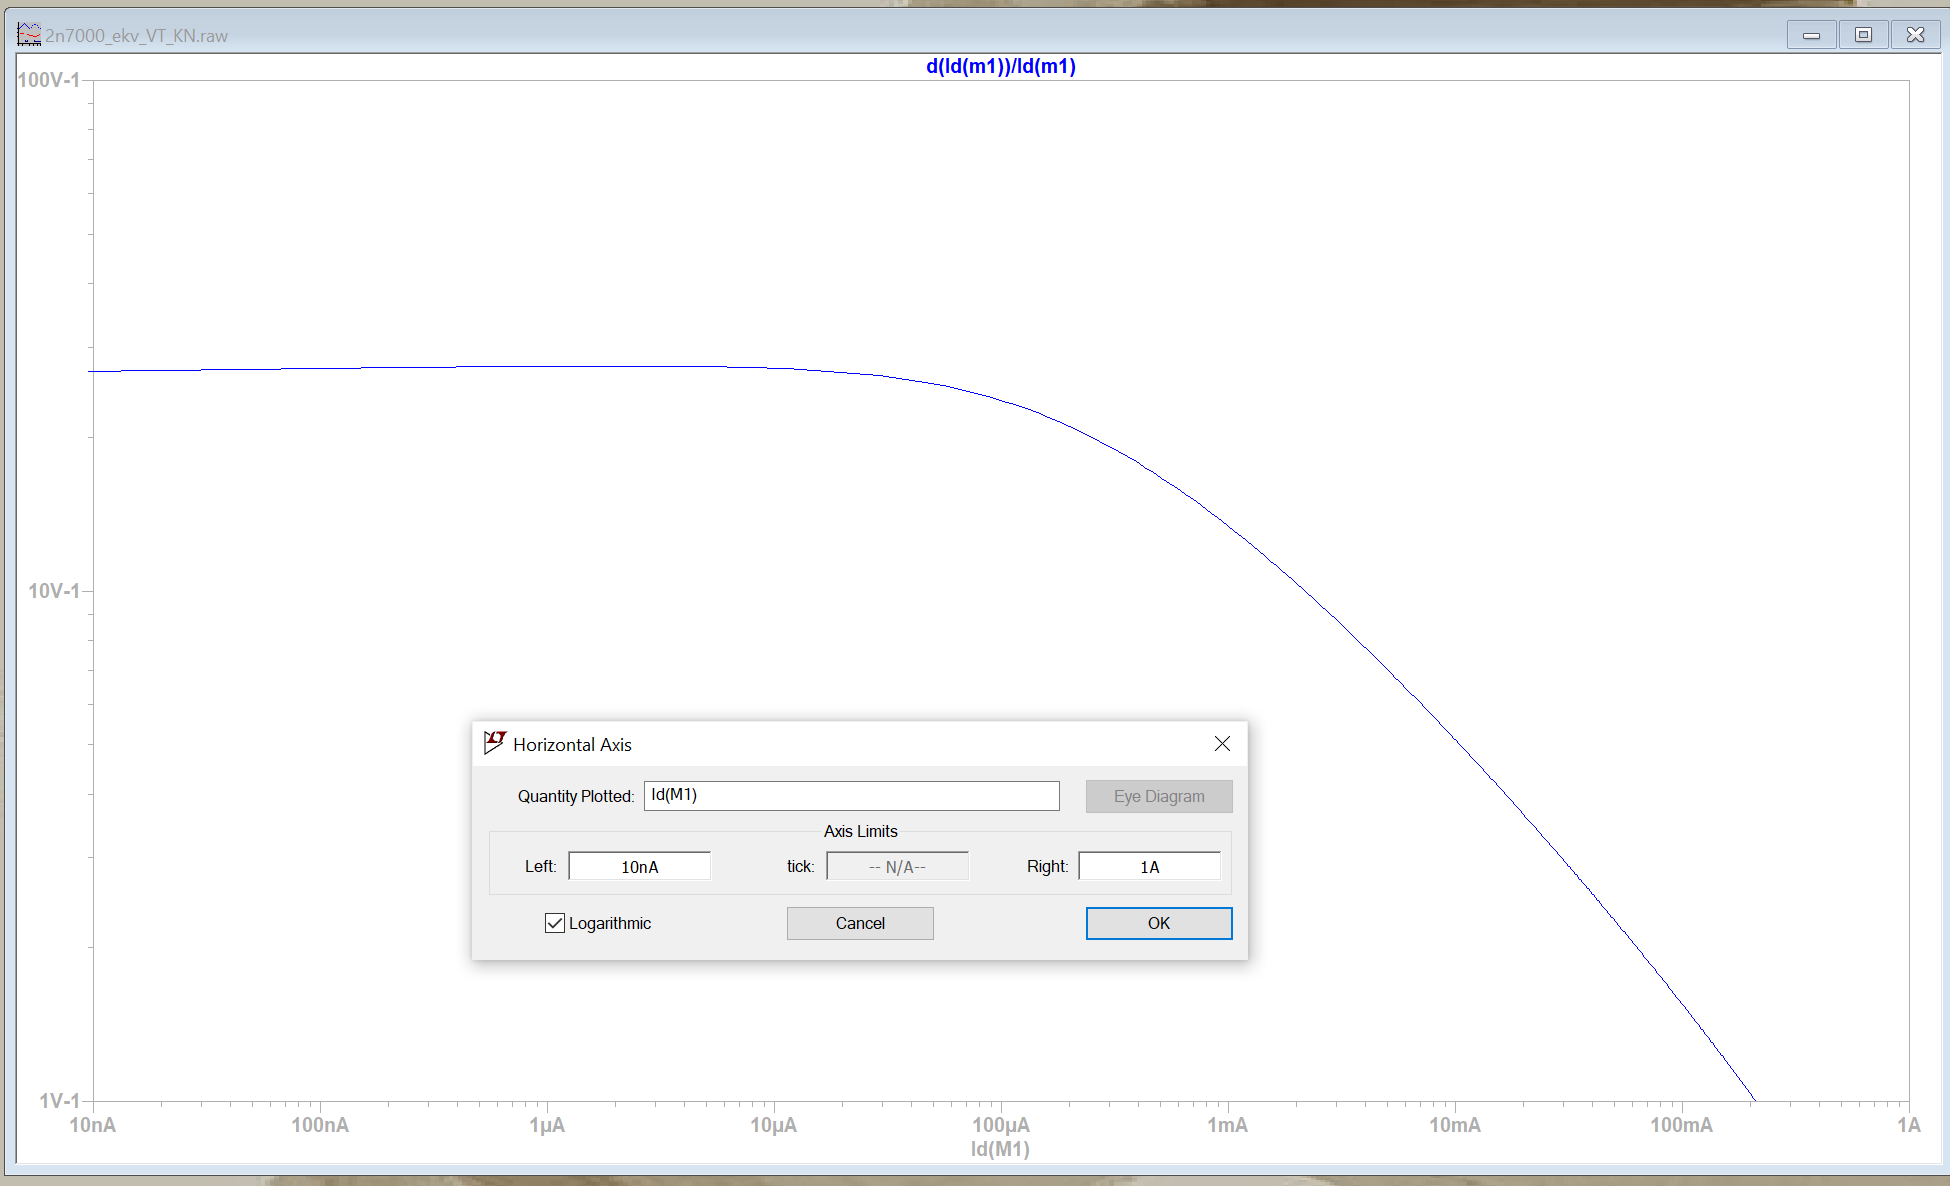 2n7000_ekv_VT_KN.raw
d(Id(m1))/Id(m1)
100V-1
10V-1
1V-1
Horizontal Axis
Quantity Plotted: Id(M1) Eye Diagram
Axis Limits
Left: 10nA tick: -- N/A-- Right: 1A
Logarithmic Cancel OK
10nA 100nA 1µA 10µA 100µA 1mA 10mA 100mA 1A
Id(M1)